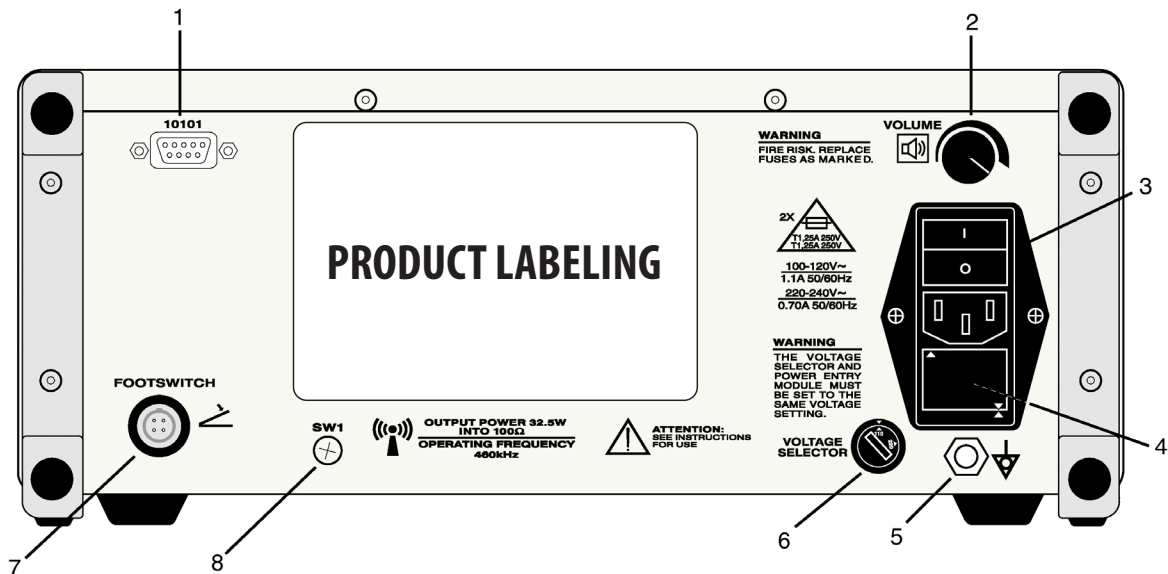 1
2
10101
VOLUME
WARNING
FIRE RISK. REPLACE
FUSES AS MARKED.
3
2X
T1,25A 250V
T1,25A 250V
I
O
PRODUCT LABELING
100-120V~
1.1A 50/60Hz
220-240V~
0.70A 50/60Hz
WARNING
THE VOLTAGE
SELECTOR AND
POWER ENTRY
MODULE MUST
BE SET TO THE
SAME VOLTAGE
SETTING.
FOOTSWITCH
SW1
OUTPUT POWER 32.5W
INTO 100Ω
OPERATING FREQUENCY
460kHz
ATTENTION:
SEE INSTRUCTIONS
FOR USE
VOLTAGE
SELECTOR
4
5
6
7
8